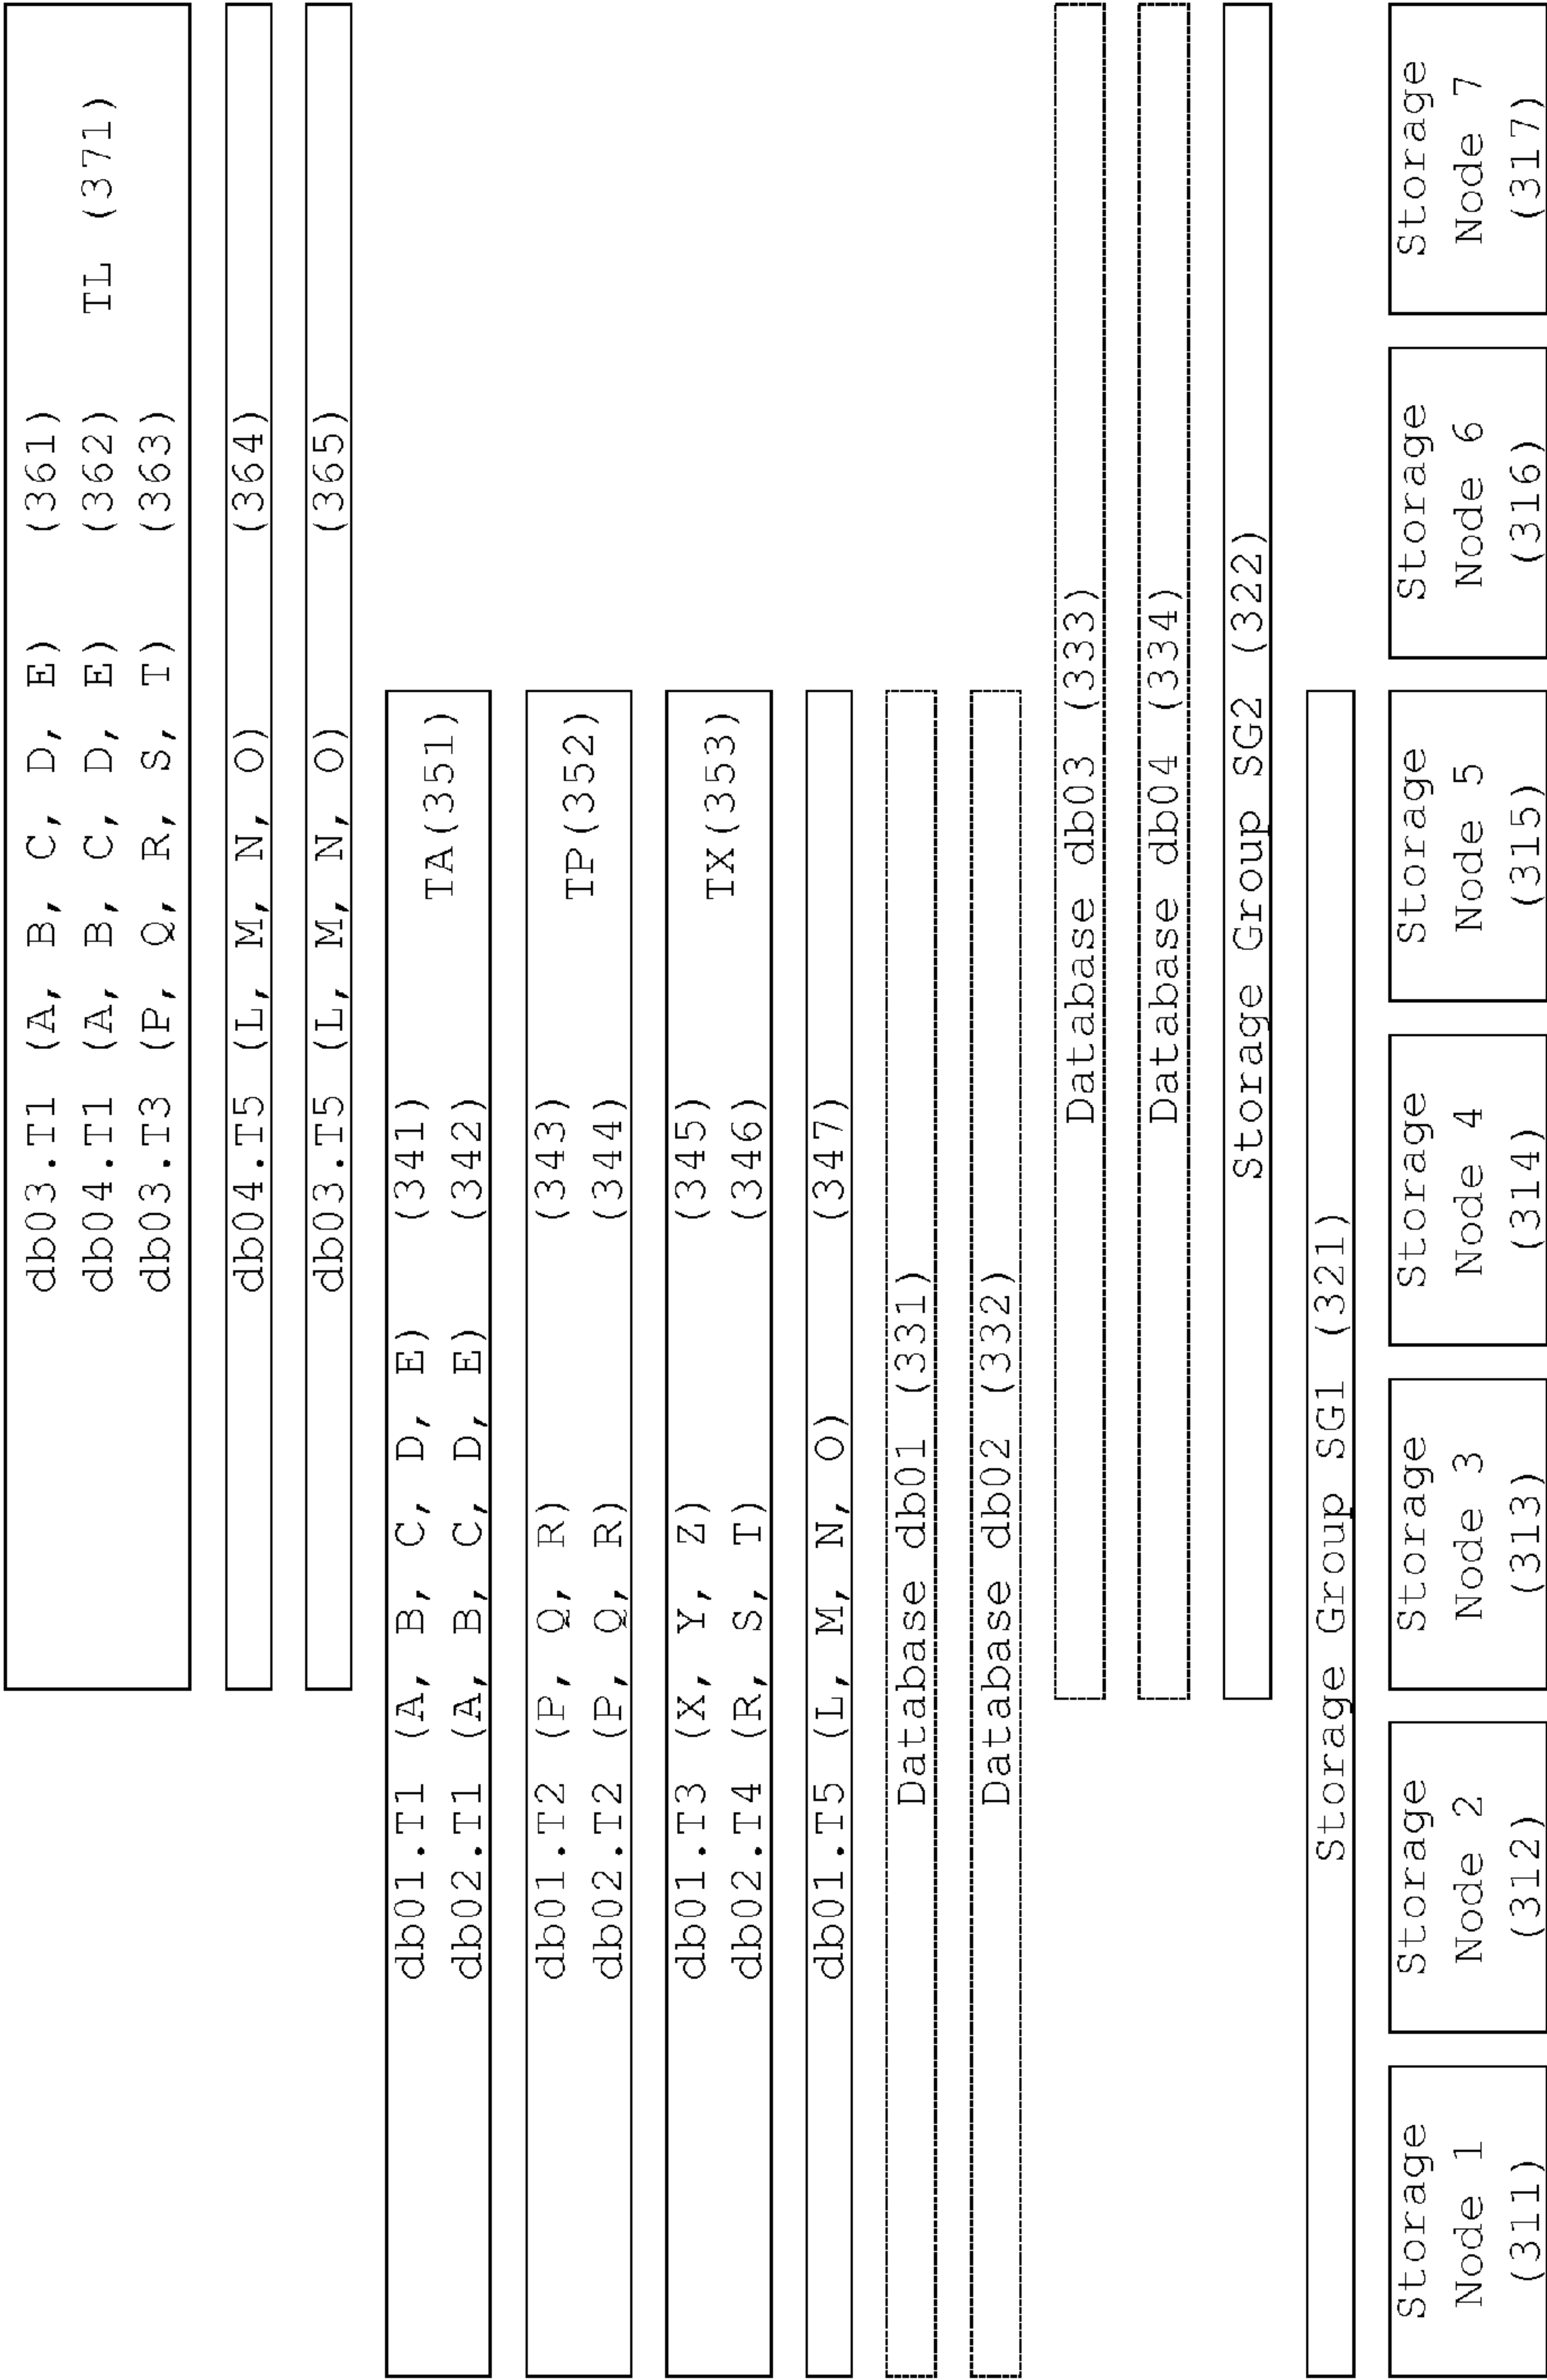 db03.T1 (A, B, C, D, E) (361)
db04.T1 (A, B, C, D, E) (362) TL (371)
db03.T3 (P, Q, R, S, T) (363)
db04.T5 (L, M, N, O) (364)
db03.T5 (L, M, N, O) (365)
db01.T1 (A, B, C, D, E) (341)
TA(351)
db02.T1 (A, B, C, D, E) (342)
db01.T2 (P, Q, R) (343)
TP(352)
db02.T2 (P, Q, R) (344)
db01.T3 (X, Y, Z) (345)
TX(353)
db02.T4 (R, S, T) (346)
db01.T5 (L, M, N, O) (347)
Database db01 (331)
Database db02 (332)
Database db03 (333)
Database db04 (334)
Storage Group SG2 (322)
Storage Group SG1 (321)
Storage
Node 1
(311)
Storage
Node 2
(312)
Storage
Node 3
(313)
Storage
Node 4
(314)
Storage
Node 5
(315)
Storage
Node 6
(316)
Storage
Node 7
(317)